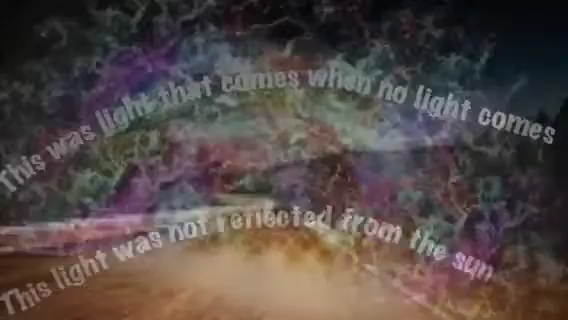 This was light that comes when no light comes
This light was not reflected from the sun